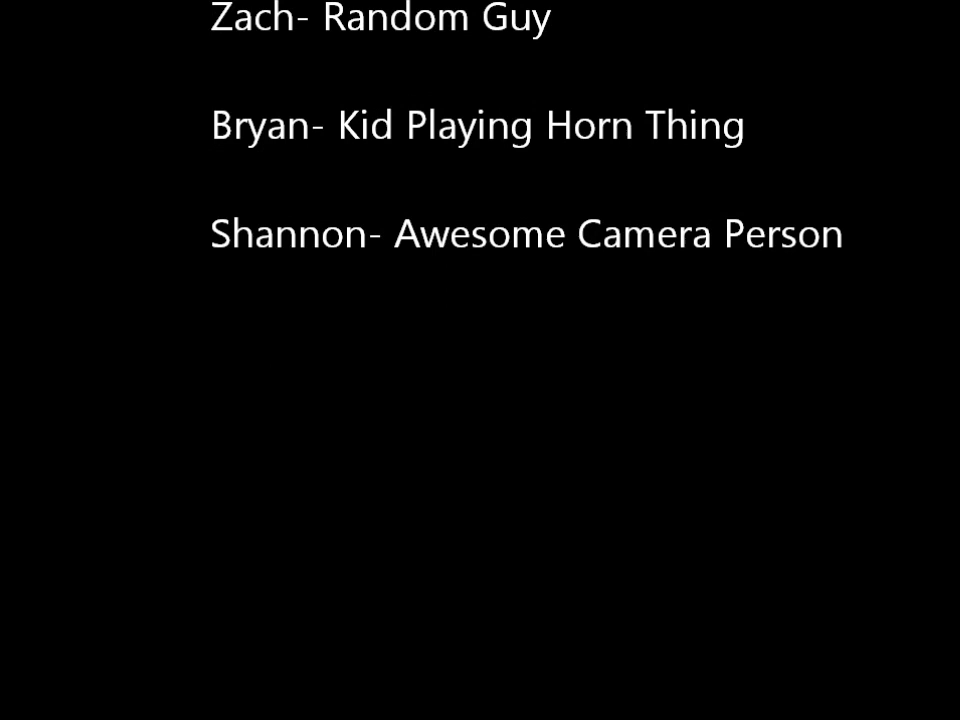 Zach- Random Guy
Bryan- Kid Playing Horn Thing
Shannon- Awesome Camera Person